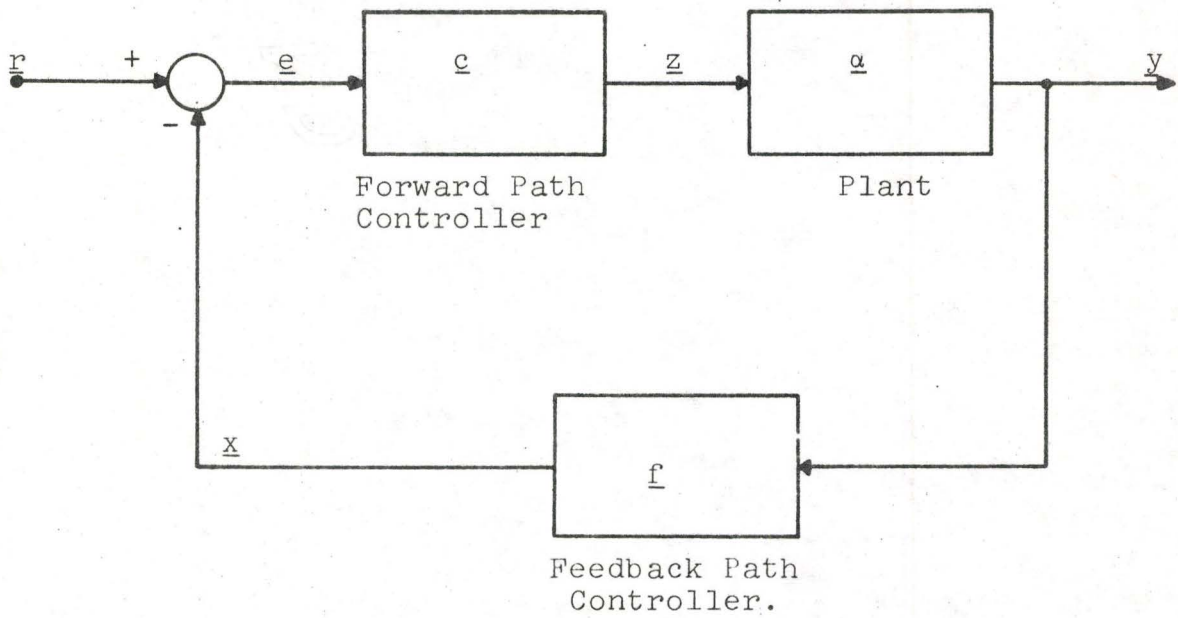 r
+
-
e
c
z
α
y
Forward Path
Controller
Plant
x
f
Feedback Path
Controller.